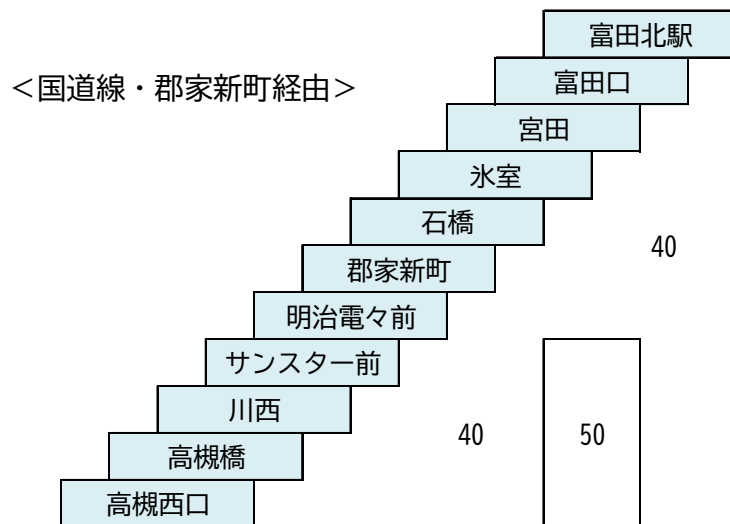 富田北駅
＜国道線・郡家新町経由＞
富田口
宮田
氷室
石橋
40
郡家新町
明治電々前
サンスター前
川西
40
50
高槻橋
高槻西口